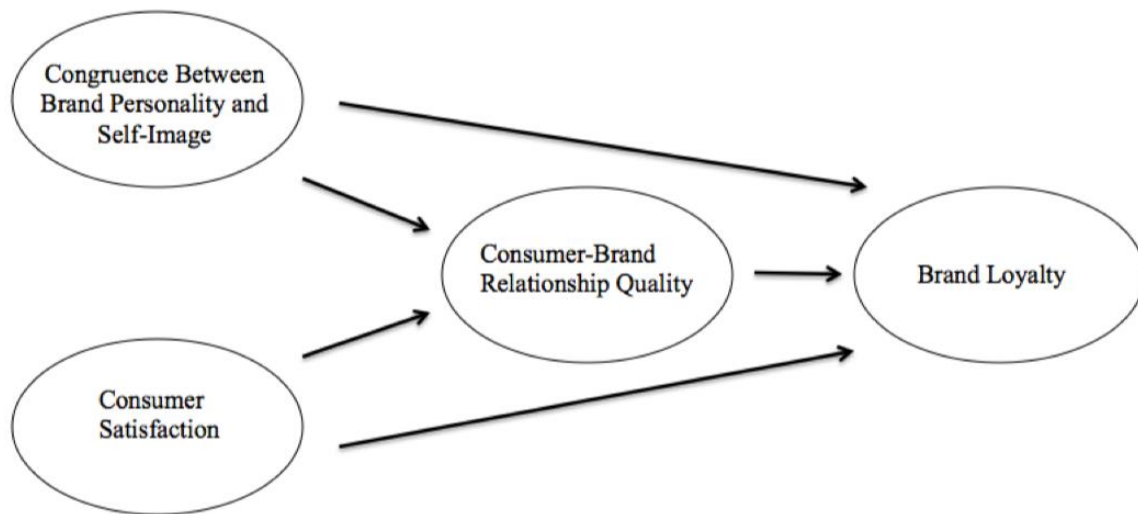 Congruence Between
Brand Personality and
Self-Image
Consumer-Brand
Relationship Quality
Brand Loyalty
Consumer
Satisfaction